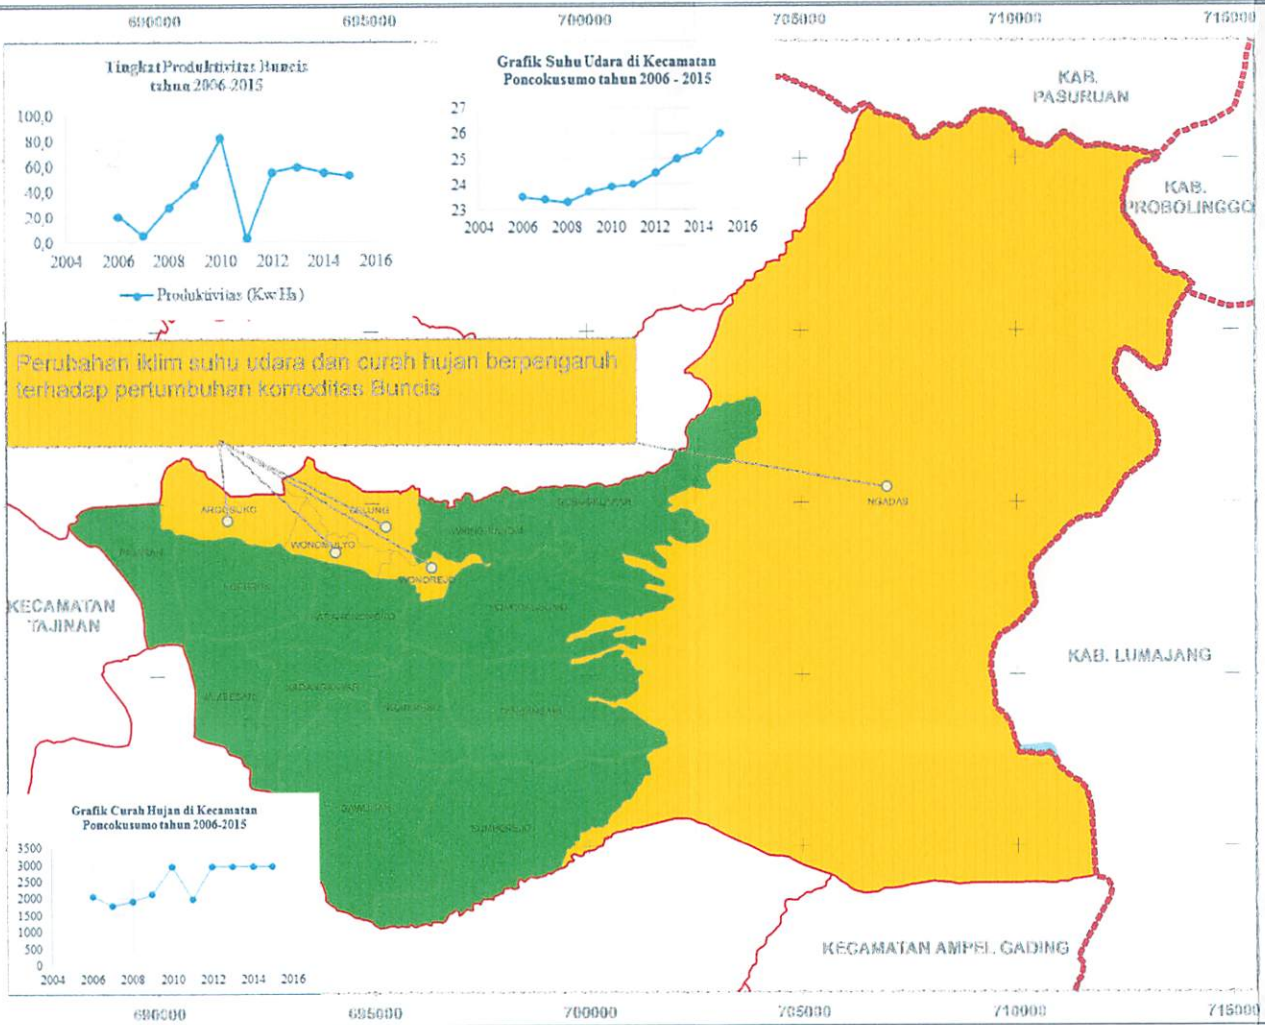 690000 695000 700000 705000 710000 715000
Tingkat Produktivitas Buncis
tahun 2006-2015
100,0
80,0
60,0
40,0
20,0
0,0
2004 2006 2008 2010 2012 2014 2016
Produktivitas (Kw/Ha)
Grafik Suhu Udara di Kecamatan
Poncokusumo tahun 2006 - 2015
27
26
25
24
23
2004 2006 2008 2010 2012 2014 2016
KAB.
PASURUAN
KAB.
PROBOLINGGO
Perubahan iklim suhu udara dan curah hujan berpengaruh
terhadap pertumbuhan komoditas Buncis
NGADAS
ARGOSUKO
BELUNG
WONOMULYO
WONOREJO
KARANGANYAR
KECAMATAN
TAJINAN
KAB. LUMAJANG
Grafik Curah Hujan di Kecamatan
Poncokusumo tahun 2006-2015
3500
3000
2500
2000
1500
1000
500
0
2004 2006 2008 2010 2012 2014 2016
KECAMATAN AMPEL GADING
690000 695000 700000 705000 710000 715000